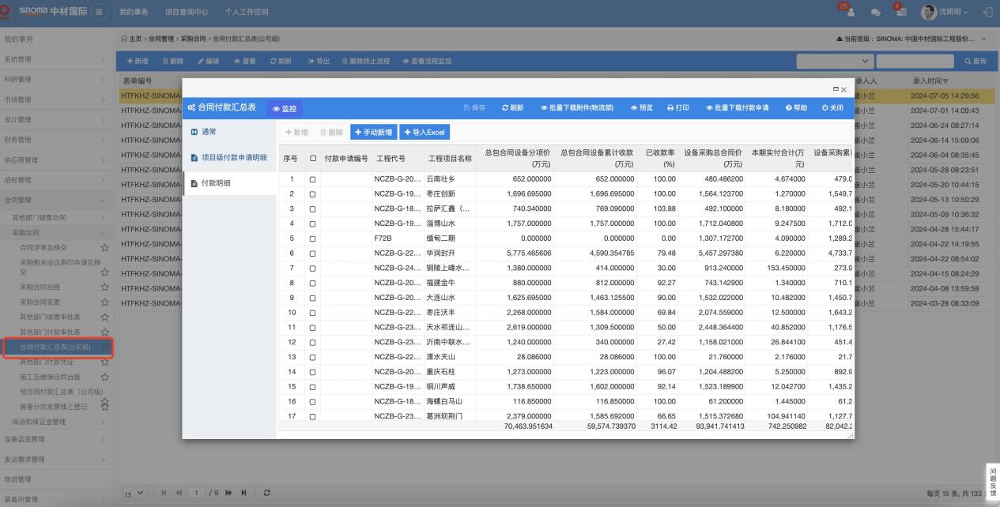 sinoma 中材国际 我的事务 项目查询中心 个人工作空间 29 4 沈明明
我的事务
系统管理
科研管理
市场管理
设计管理
财务管理
供应商管理
招标管理
合同管理
其他部门销售合同
采购合同
合同评审及移交
采购相关协议用印申请及移
交
采购合同台账
采购合同变更
其他部门收票审批表
其他部门付款审批表
合同付款汇总表(公司级)
其他部门付款凭证
施工及维保合同台账
预合同付款汇总表（公司级）
装备分交发票线上登记
保函和保证金管理
设备监造管理
发运需求管理
物流管理
装备所管理
主页 › 合同管理 › 采购合同 › 合同付款汇总表(公司级) 当前层级： SINOMA: 中国中材国际工程股份...
新增 删除 编辑 查看 刷新 导出 删除终止流程 查看流程监控 查询
表单编号 录入人 录入时间
HTFKHZ-SINOMA- 崔小兰 2024-07-05 14:29:56
HTFKHZ-SINOMA- 崔小兰 2024-07-01 14:09:43
HTFKHZ-SINOMA- 崔小兰 2024-06-24 08:27:14
HTFKHZ-SINOMA- 崔小兰 2024-06-14 15:09:06
HTFKHZ-SINOMA- 崔小兰 2024-06-04 08:35:45
HTFKHZ-SINOMA- 崔小兰 2024-05-28 08:23:51
HTFKHZ-SINOMA- 崔小兰 2024-05-20 10:44:15
HTFKHZ-SINOMA- 崔小兰 2024-05-13 10:50:29
HTFKHZ-SINOMA- 崔小兰 2024-05-09 10:36:32
HTFKHZ-SINOMA- 崔小兰 2024-04-28 15:44:17
HTFKHZ-SINOMA- 崔小兰 2024-04-22 14:19:55
HTFKHZ-SINOMA- 崔小兰 2024-04-22 08:54:02
HTFKHZ-SINOMA- 崔小兰 2024-04-15 08:24:29
HTFKHZ-SINOMA- 崔小兰 2024-04-08 13:59:58
HTFKHZ-SINOMA- 崔小兰 2024-03-28 08:33:09
合同付款汇总表 监控 保存 刷新 批量下载附件(物流部) 预览 打印 批量下载付款申请 帮助 关闭
通常
项目级付款申请明细
付款明细
新增 删除 手动新增 导入Excel
序号 付款申请编号 工程代号 工程项目名称 总包合同设备分项价(万元) 总包合同设备累计收款(万元) 已收款率(%) 设备采购总合同价(万元) 本期实付合计(万元) 设备采购累
1 NCZB-G-20... 云南壮乡 652.000000 652.000000 100.00 480.486200 4.674000 479.0
2 NCZB-G-19... 枣庄创新 1,696.695000 1,696.695000 100.00 1,564.123700 1.270000 1,549.7
3 NCZB-G-18... 拉萨汇鑫（... 740.340000 769.090000 103.88 492.100000 8.180000 492.1
4 NCZB-G-19... 淄博山水 1,757.000000 1,757.000000 100.00 1,712.040800 9.247500 1,712.0
5 F72B 缅甸二期 0.000000 0.000000 0.00 1,307.172700 4.090000 1,289.2
6 NCZB-G-22... 华润封开 5,775.465606 4,590.354785 79.48 5,457.297380 6.220000 4,733.7
7 NCZB-G-24... 铜陵上峰水... 1,380.000000 414.000000 30.00 913.240000 153.450000 273.9
8 NCZB-G-20... 福建金牛 880.000000 812.000000 92.27 743.142900 1.340000 710.1
9 NCZB-G-20... 大连山水 1,625.695000 1,463.125500 90.00 1,532.022000 10.482000 1,450.7
10 NCZB-G-22... 枣庄沃丰 2,268.000000 1,584.000000 69.84 2,074.559000 12.500000 1,643.2
11 NCZB-G-23... 天水祁连山... 2,619.000000 1,309.500000 50.00 2,448.364400 40.852000 1,176.5
12 NCZB-G-23... 沂南中联水... 1,240.000000 340.000000 27.42 1,158.021000 26.844100 451.4
13 NCZB-G-22... 溧水天山 28.086000 28.086000 100.00 21.760000 2.176000 21.7
14 NCZB-G-20... 重庆石柱 1,273.000000 1,223.000000 96.07 1,204.488200 5.250000 892.9
15 NCZB-G-19... 铜川声威 1,738.650000 1,602.000000 92.14 1,523.189900 12.042700 1,435.2
16 NCZB-G-18... 海螺白马山 116.850000 116.850000 100.00 61.200000 1.445000 61.2
17 NCZB-G-23... 葛洲坝荆门 2,379.000000 1,585.692000 66.65 1,515.372680 104.941140 1,127.7
70,463.951634 59,574.739370 3114.42 93,941.741413 742.250982 82,042.2
15 1 / 9 每页 15 条, 共 133
问题反馈